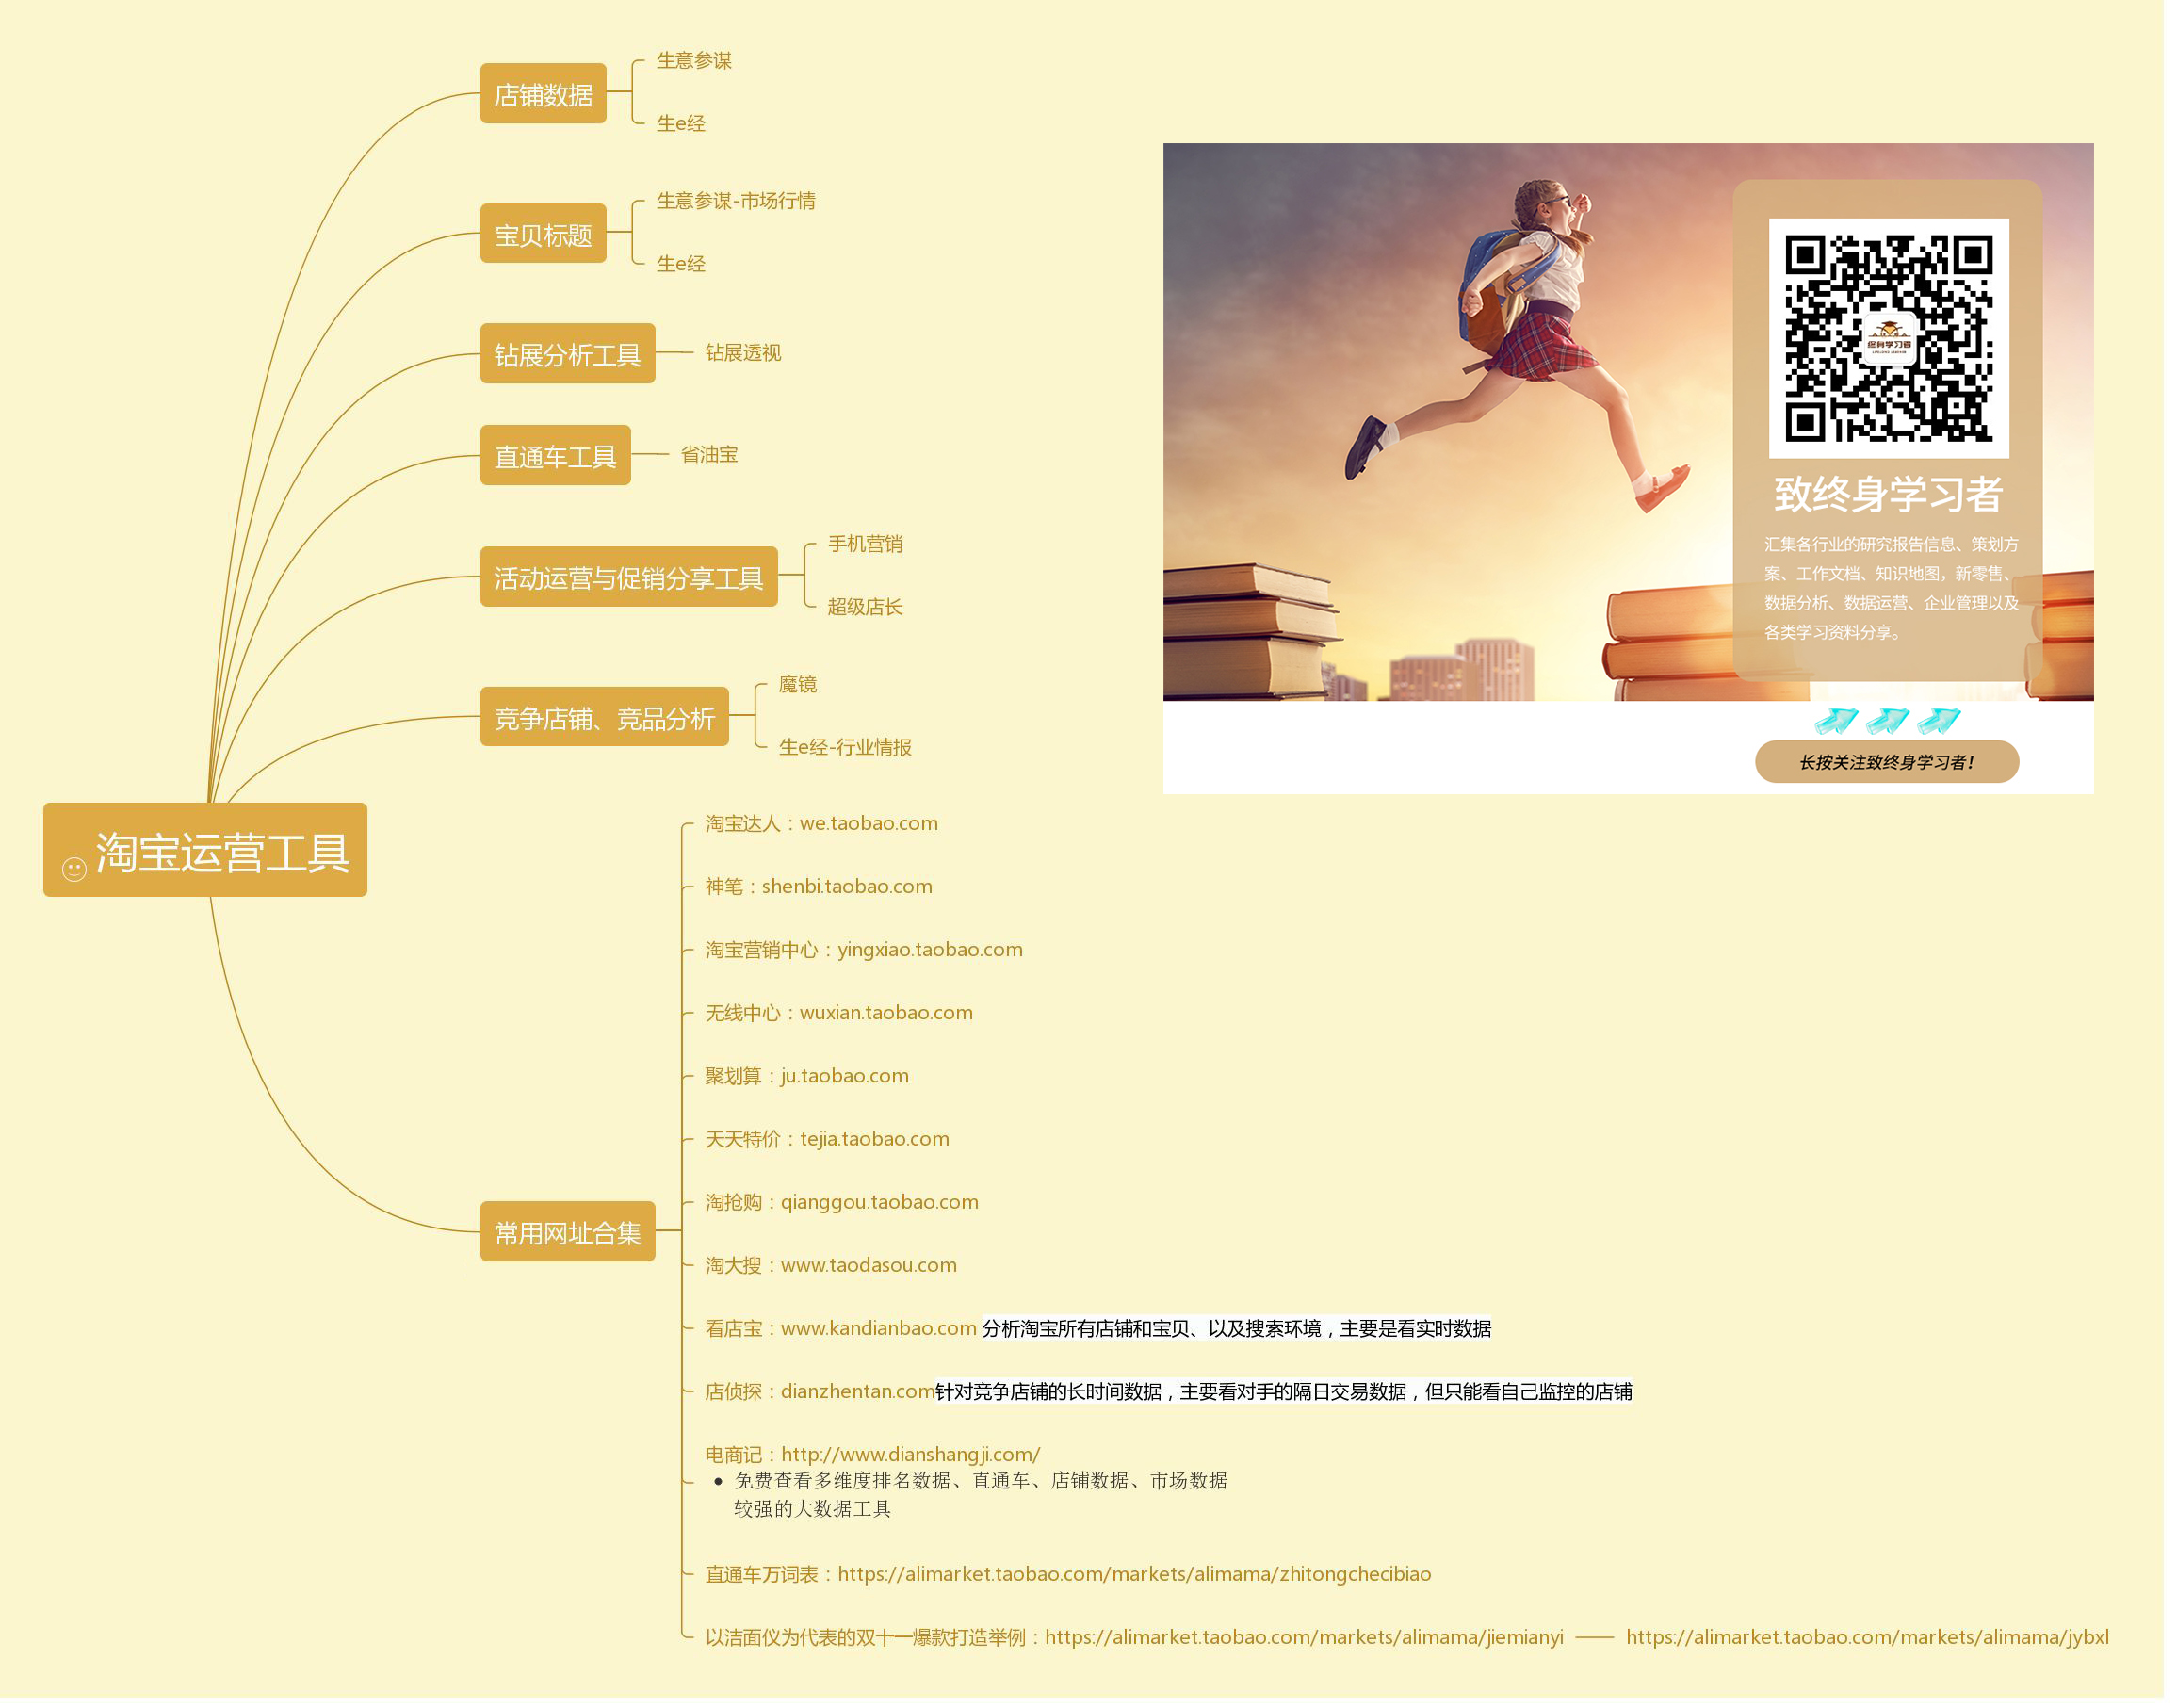 店铺数据
生意参谋
生e经
宝贝标题
生意参谋-市场行情
生e经
钻展分析工具
钻展透视
直通车工具
省油宝
活动运营与促销分享工具
手机营销
超级店长
竞争店铺、竞品分析
魔镜
生e经-行业情报
淘宝运营工具
常用网址合集
淘宝达人：we.taobao.com
神笔：shenbi.taobao.com
淘宝营销中心：yingxiao.taobao.com
无线中心：wuxian.taobao.com
聚划算：ju.taobao.com
天天特价：tejia.taobao.com
淘抢购：qianggou.taobao.com
淘大搜：www.taodasou.com
看店宝：www.kandianbao.com 分析淘宝所有店铺和宝贝、以及搜索环境，主要是看实时数据
店侦探：dianzhentan.com针对竞争店铺的长时间数据，主要看对手的隔日交易数据，但只能看自己监控的店铺
电商记：http://www.dianshangji.com/
• 免费查看多维度排名数据、直通车、店铺数据、市场数据
较强的大数据工具
直通车万词表：https://alimarket.taobao.com/markets/alimama/zhitongchecibiao
以洁面仪为代表的双十一爆款打造举例：https://alimarket.taobao.com/markets/alimama/jiemianyi
https://alimarket.taobao.com/markets/alimama/jybxl
终身学习者
致终身学习者
汇集各行业的研究报告信息、策划方
案、工作文档、知识地图，新零售、
数据分析、数据运营、企业管理以及
各类学习资料分享。
长按关注致终身学习者！